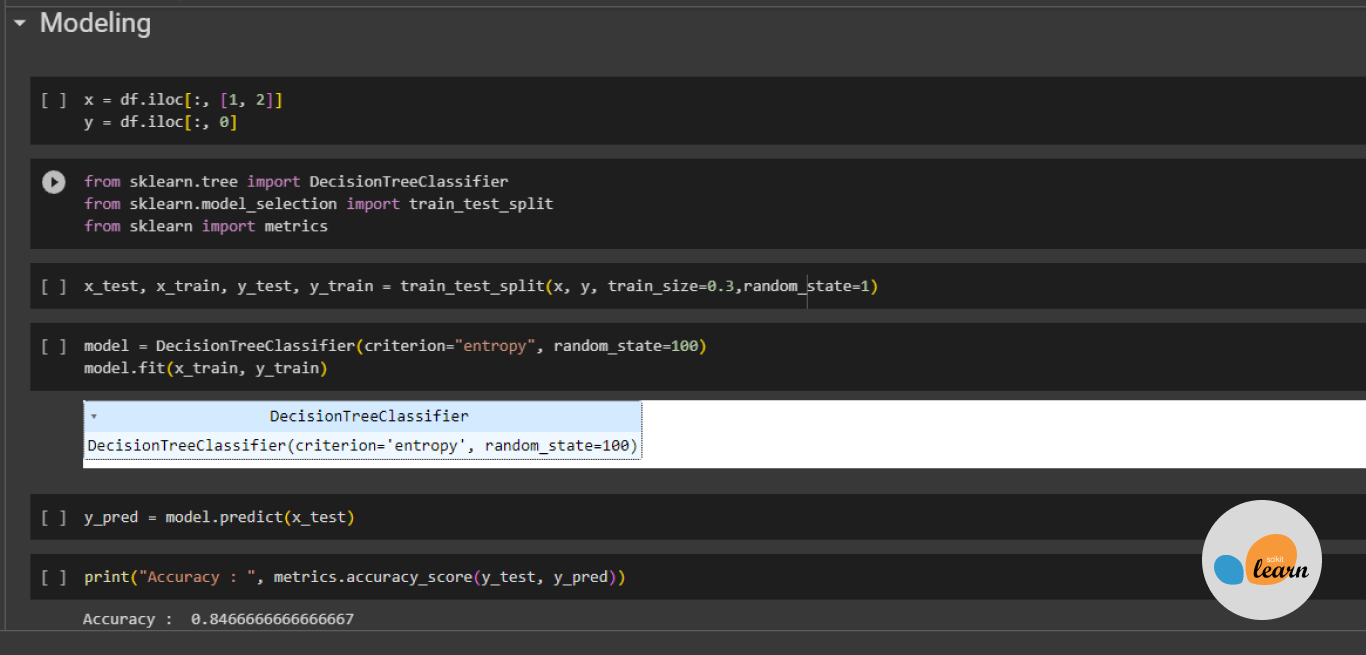 Modeling
[ ] x = df.iloc[:, [1, 2]]
y = df.iloc[:, 0]
from sklearn.tree import DecisionTreeClassifier
from sklearn.model_selection import train_test_split
from sklearn import metrics
[ ] x_test, x_train, y_test, y_train = train_test_split(x, y, train_size=0.3,random_state=1)
[ ] model = DecisionTreeClassifier(criterion="entropy", random_state=100)
model.fit(x_train, y_train)
DecisionTreeClassifier
DecisionTreeClassifier(criterion='entropy', random_state=100)
[ ] y_pred = model.predict(x_test)
[ ] print("Accuracy : ", metrics.accuracy_score(y_test, y_pred))
Accuracy :  0.8466666666666667
scikit
learn